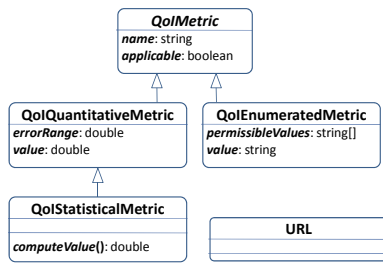 QoIMetric
name: string
applicable: boolean
QoIQuantitativeMetric
errorRange: double
value: double
QoIEnumeratedMetric
permissibleValues: string[]
value: string
QoIStatisticalMetric
computeValue(): double
URL